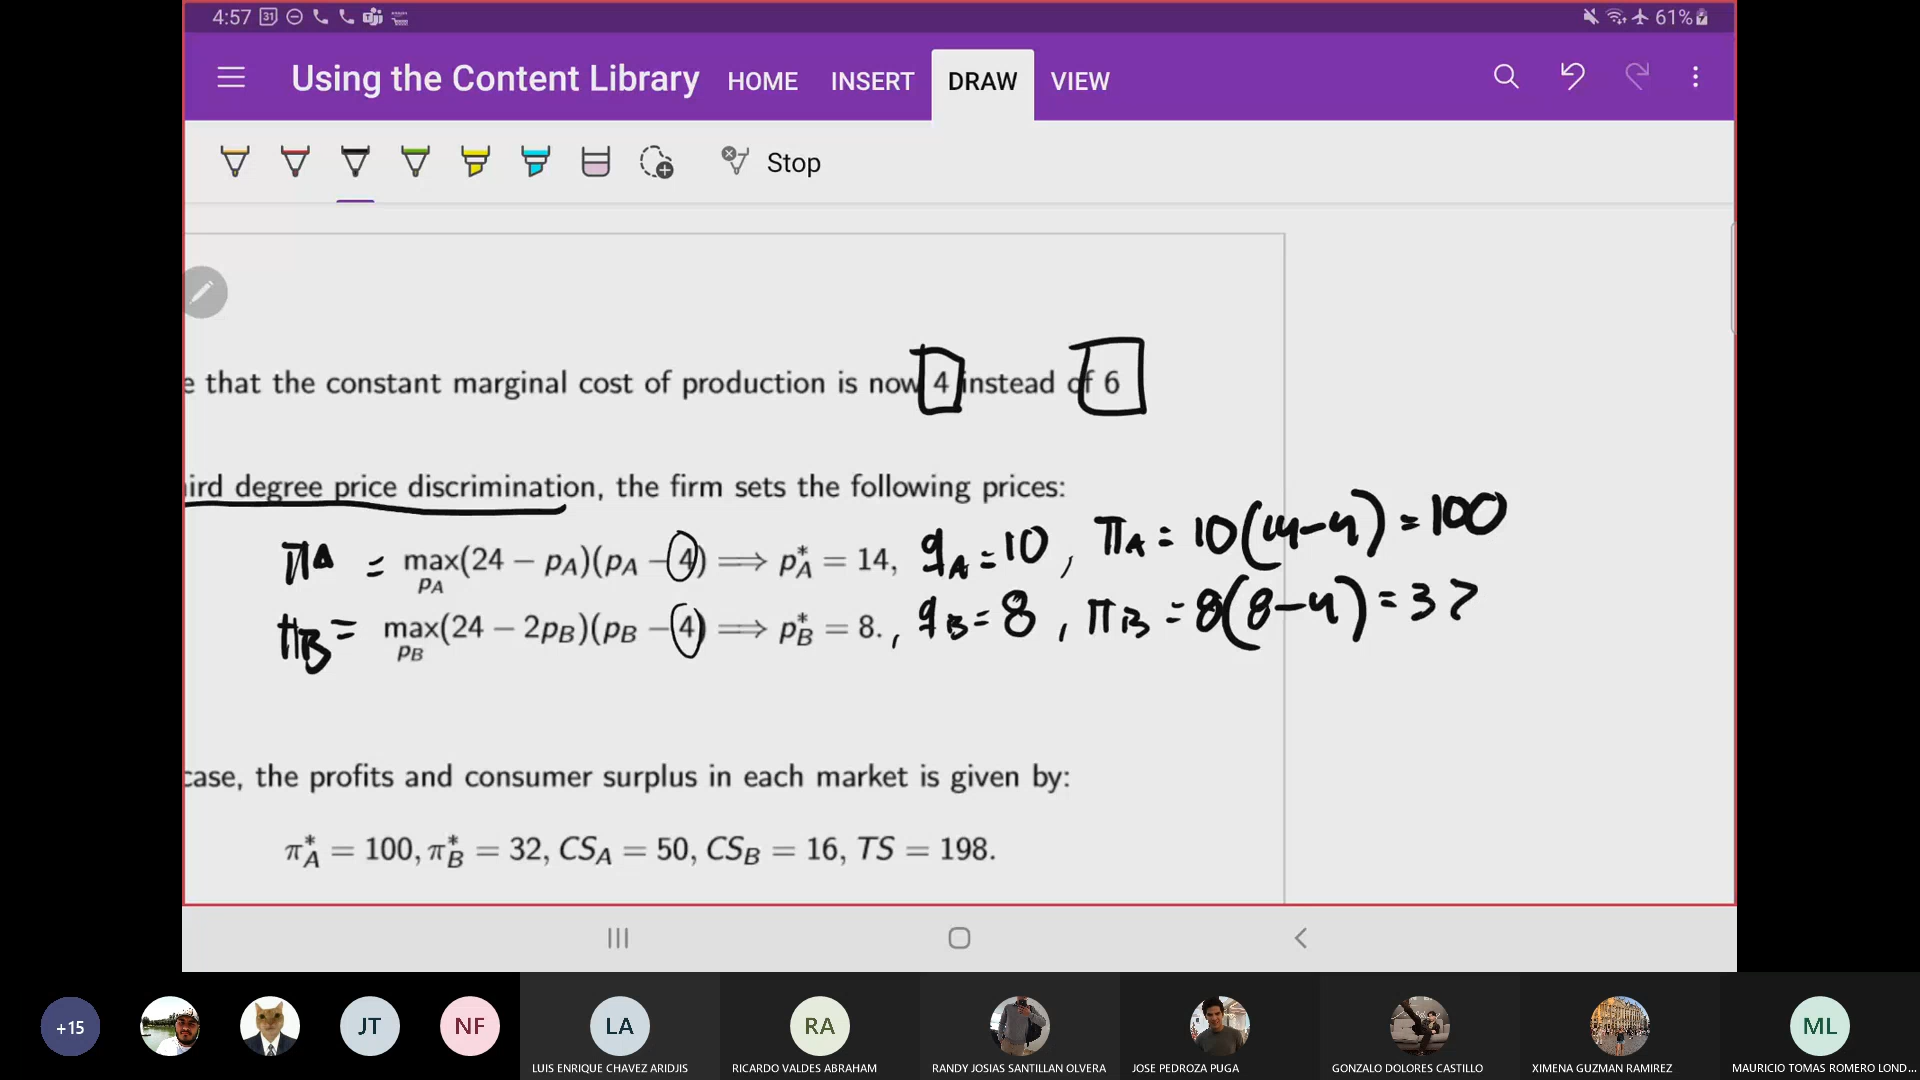 4:57 31 61%
Using the Content Library HOME INSERT DRAW VIEW
Stop
e that the constant marginal cost of production is now 4 instead of 6
ird degree price discrimination, the firm sets the following prices:
πA = max(24 − pA)(pA − 4) ⟹ p*A = 14, qA = 10, πA = 10(14−4) = 100
pA
πB = max(24 − 2pB)(pB − 4) ⟹ p*B = 8., qB = 8, πB = 8(8−4) = 32
pB
case, the profits and consumer surplus in each market is given by:
π*A = 100, π*B = 32, CSA = 50, CSB = 16, TS = 198.
+15 JT NF LA RA ML
LUIS ENRIQUE CHAVEZ ARIDJIS RICARDO VALDES ABRAHAM RANDY JOSIAS SANTILLAN OLVERA JOSE PEDROZA PUGA GONZALO DOLORES CASTILLO XIMENA GUZMAN RAMIREZ MAURICIO TOMAS ROMERO LOND...